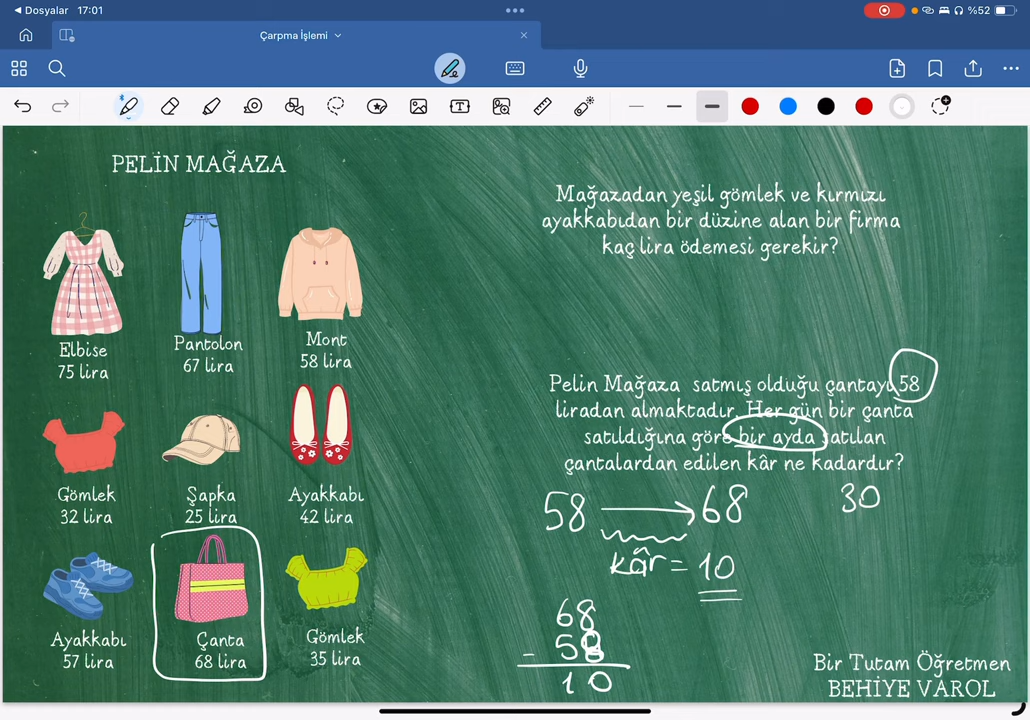 Dosyalar 17:01
%52
Çarpma İşlemi
PELİN MAĞAZA
Elbise
75 lira
Pantolon
67 lira
Mont
58 lira
Gömlek
32 lira
Şapka
25 lira
Ayakkabı
42 lira
Ayakkabı
57 lira
Çanta
68 lira
Gömlek
35 lira
Mağazadan yeşil gömlek ve kırmızı
ayakkabıdan bir düzine alan bir firma
kaç lira ödemesi gerekir?
Pelin Mağaza satmış olduğu çantayı 58
liradan almaktadır. Her gün bir çanta
satıldığına göre bir ayda satılan
çantalardan edilen kâr ne kadardır?
58 → 68 30
kâr = 10
68
- 58
10
Bir Tutam Öğretmen
BEHİYE VAROL